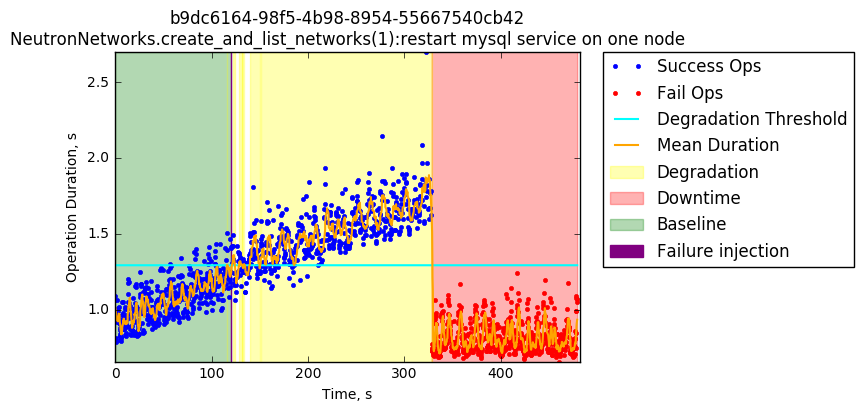 b9dc6164-98f5-4b98-8954-55667540cb42
NeutronNetworks.create_and_list_networks(1):restart mysql service on one node
Operation Duration, s
2.5
2.0
1.5
1.0
0
100
200
300
400
Time, s
Success Ops
Fail Ops
Degradation Threshold
Mean Duration
Degradation
Downtime
Baseline
Failure injection